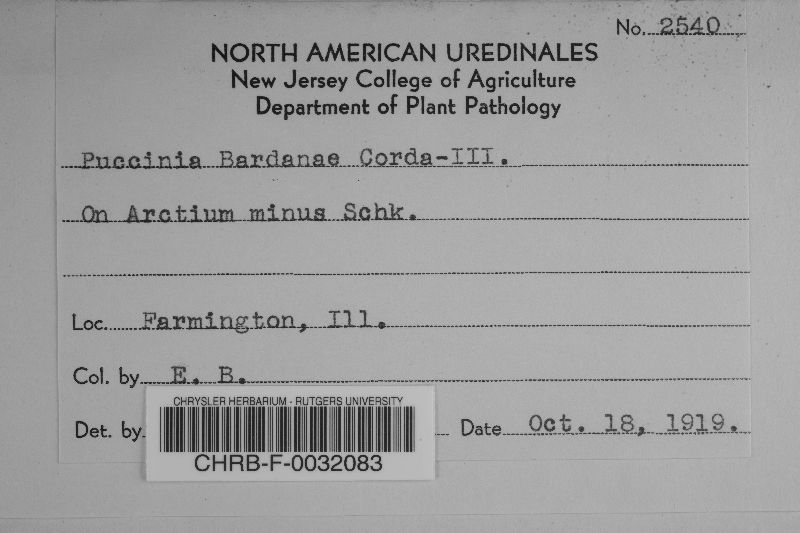 No. 2540
NORTH AMERICAN UREDINALES
New Jersey College of Agriculture
Department of Plant Pathology
Puccinia Bardanae Corda-III.
On Arctium minus Schk.
Loc. Farmington, Ill.
Col. by E. B.
Det. by
Date Oct. 18, 1919.
CHRYSLER HERBARIUM - RUTGERS UNIVERSITY
CHRB-F-0032083